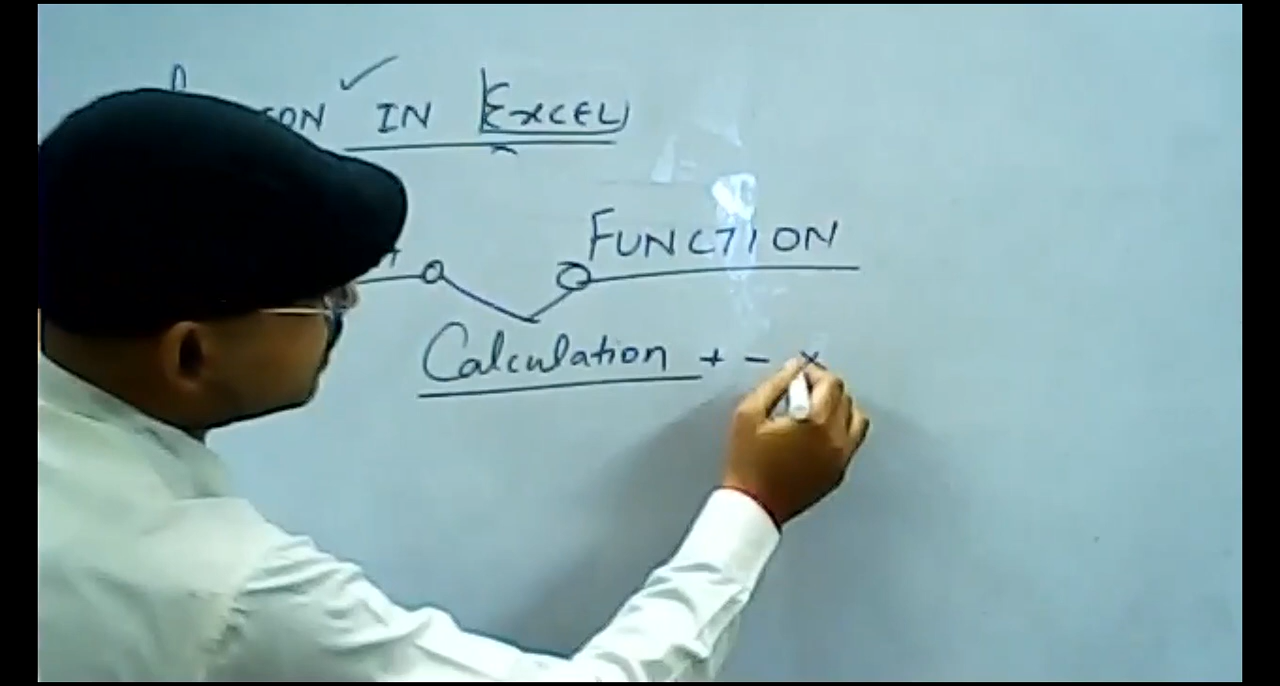 IN EXCEL
FUNCTION
Calculation + - ×